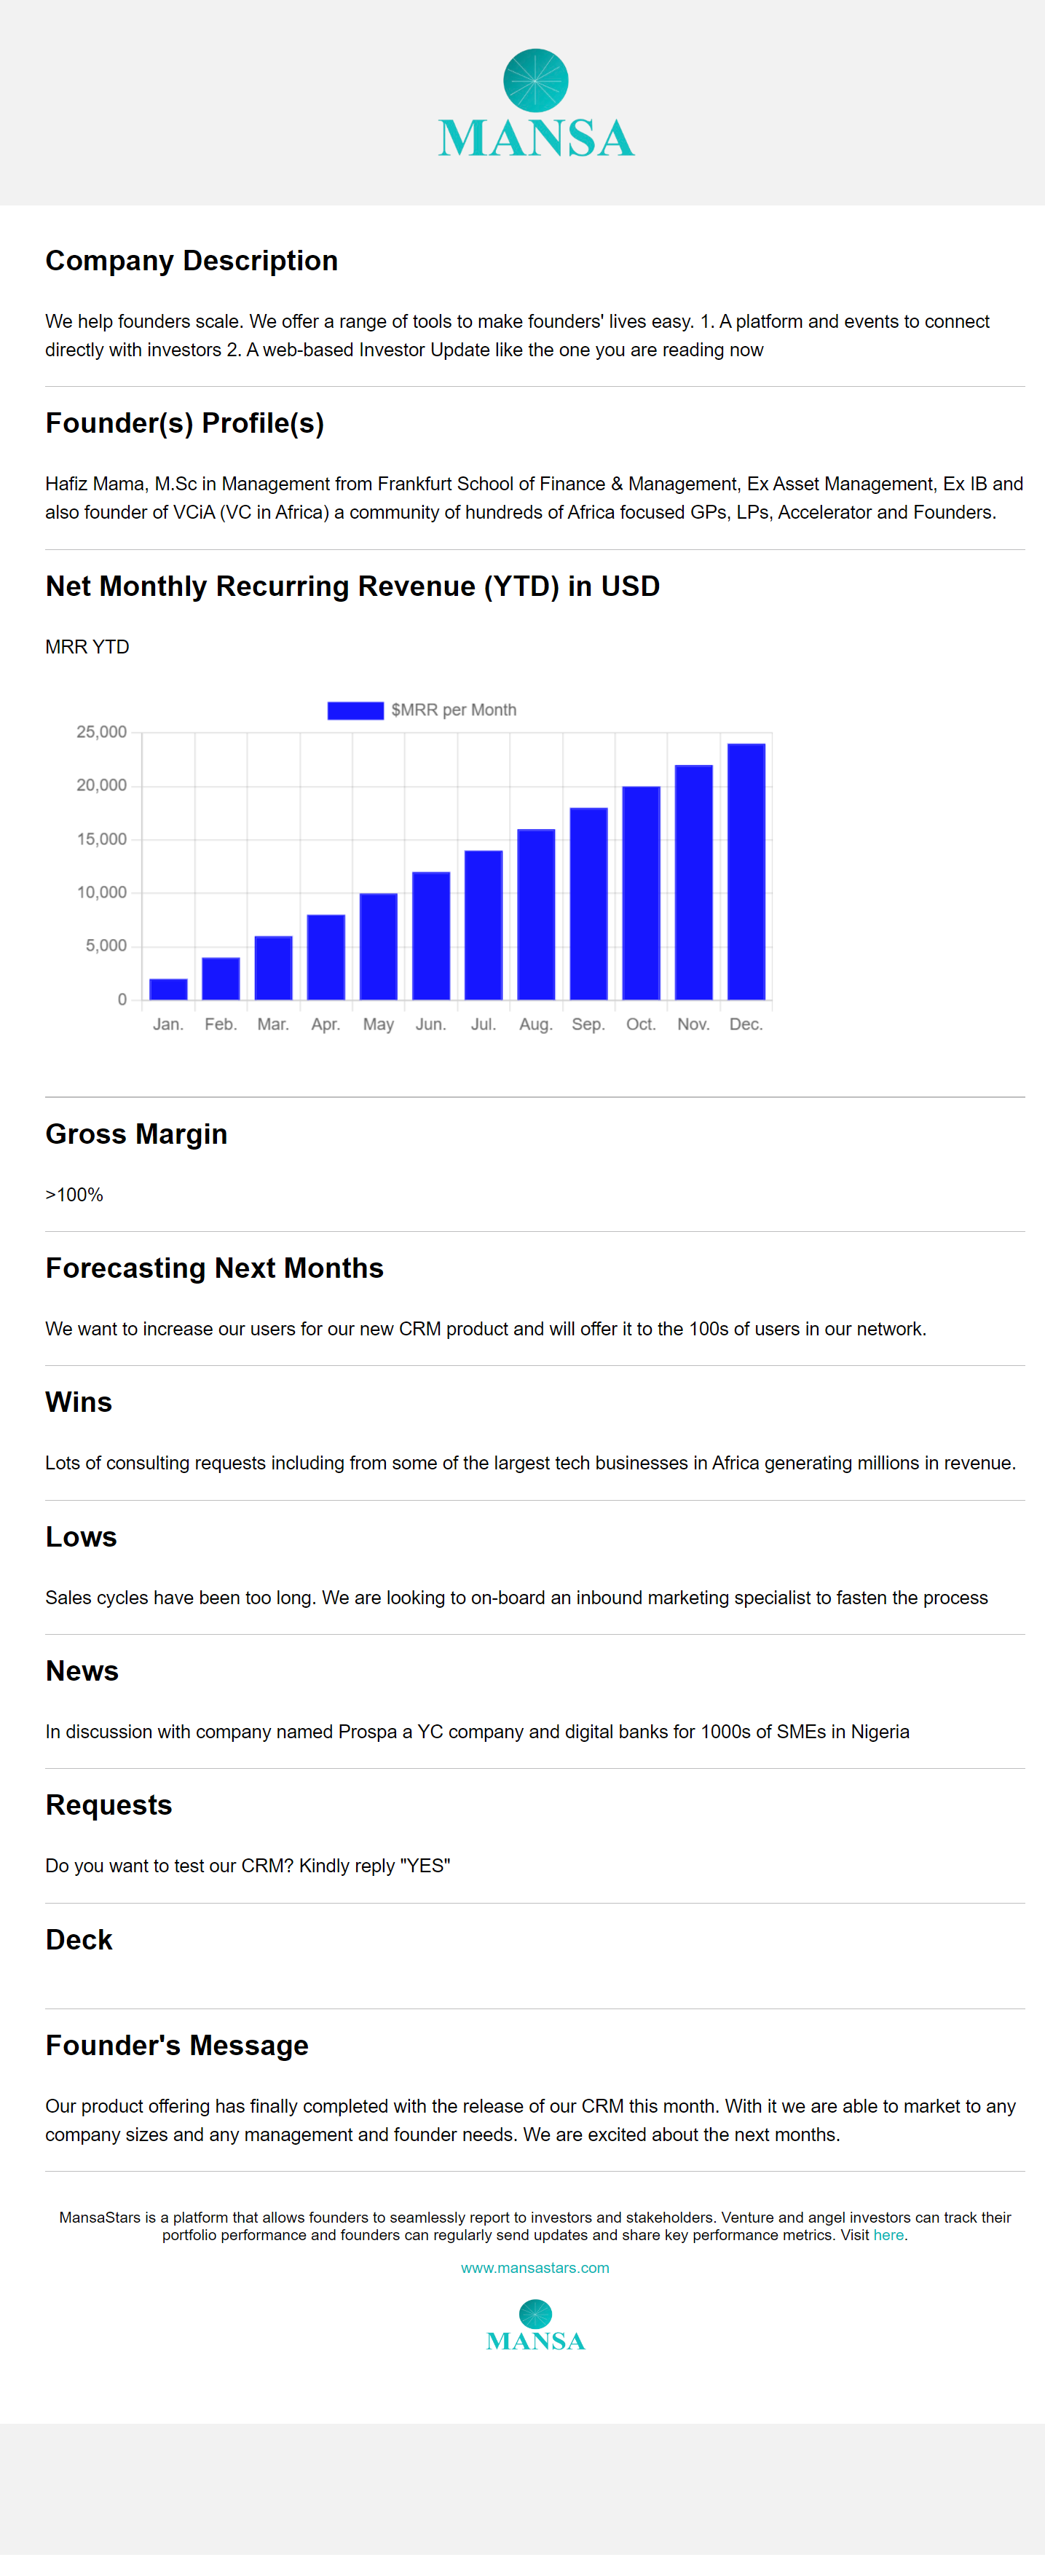 MANSA
Company Description
We help founders scale. We offer a range of tools to make founders' lives easy. 1. A platform and events to connect
directly with investors 2. A web-based Investor Update like the one you are reading now
Founder(s) Profile(s)
Hafiz Mama, M.Sc in Management from Frankfurt School of Finance & Management, Ex Asset Management, Ex IB and
also founder of VCiA (VC in Africa) a community of hundreds of Africa focused GPs, LPs, Accelerator and Founders.
Net Monthly Recurring Revenue (YTD) in USD
MRR YTD
$MRR per Month
25,000
20,000
15,000
10,000
5,000
0
Jan. Feb. Mar. Apr. May Jun. Jul. Aug. Sep. Oct. Nov. Dec.
Gross Margin
>100%
Forecasting Next Months
We want to increase our users for our new CRM product and will offer it to the 100s of users in our network.
Wins
Lots of consulting requests including from some of the largest tech businesses in Africa generating millions in revenue.
Lows
Sales cycles have been too long. We are looking to on-board an inbound marketing specialist to fasten the process
News
In discussion with company named Prospa a YC company and digital banks for 1000s of SMEs in Nigeria
Requests
Do you want to test our CRM? Kindly reply "YES"
Deck
Founder's Message
Our product offering has finally completed with the release of our CRM this month. With it we are able to market to any
company sizes and any management and founder needs. We are excited about the next months.
MansaStars is a platform that allows founders to seamlessly report to investors and stakeholders. Venture and angel investors can track their
portfolio performance and founders can regularly send updates and share key performance metrics. Visit here.
www.mansastars.com
MANSA